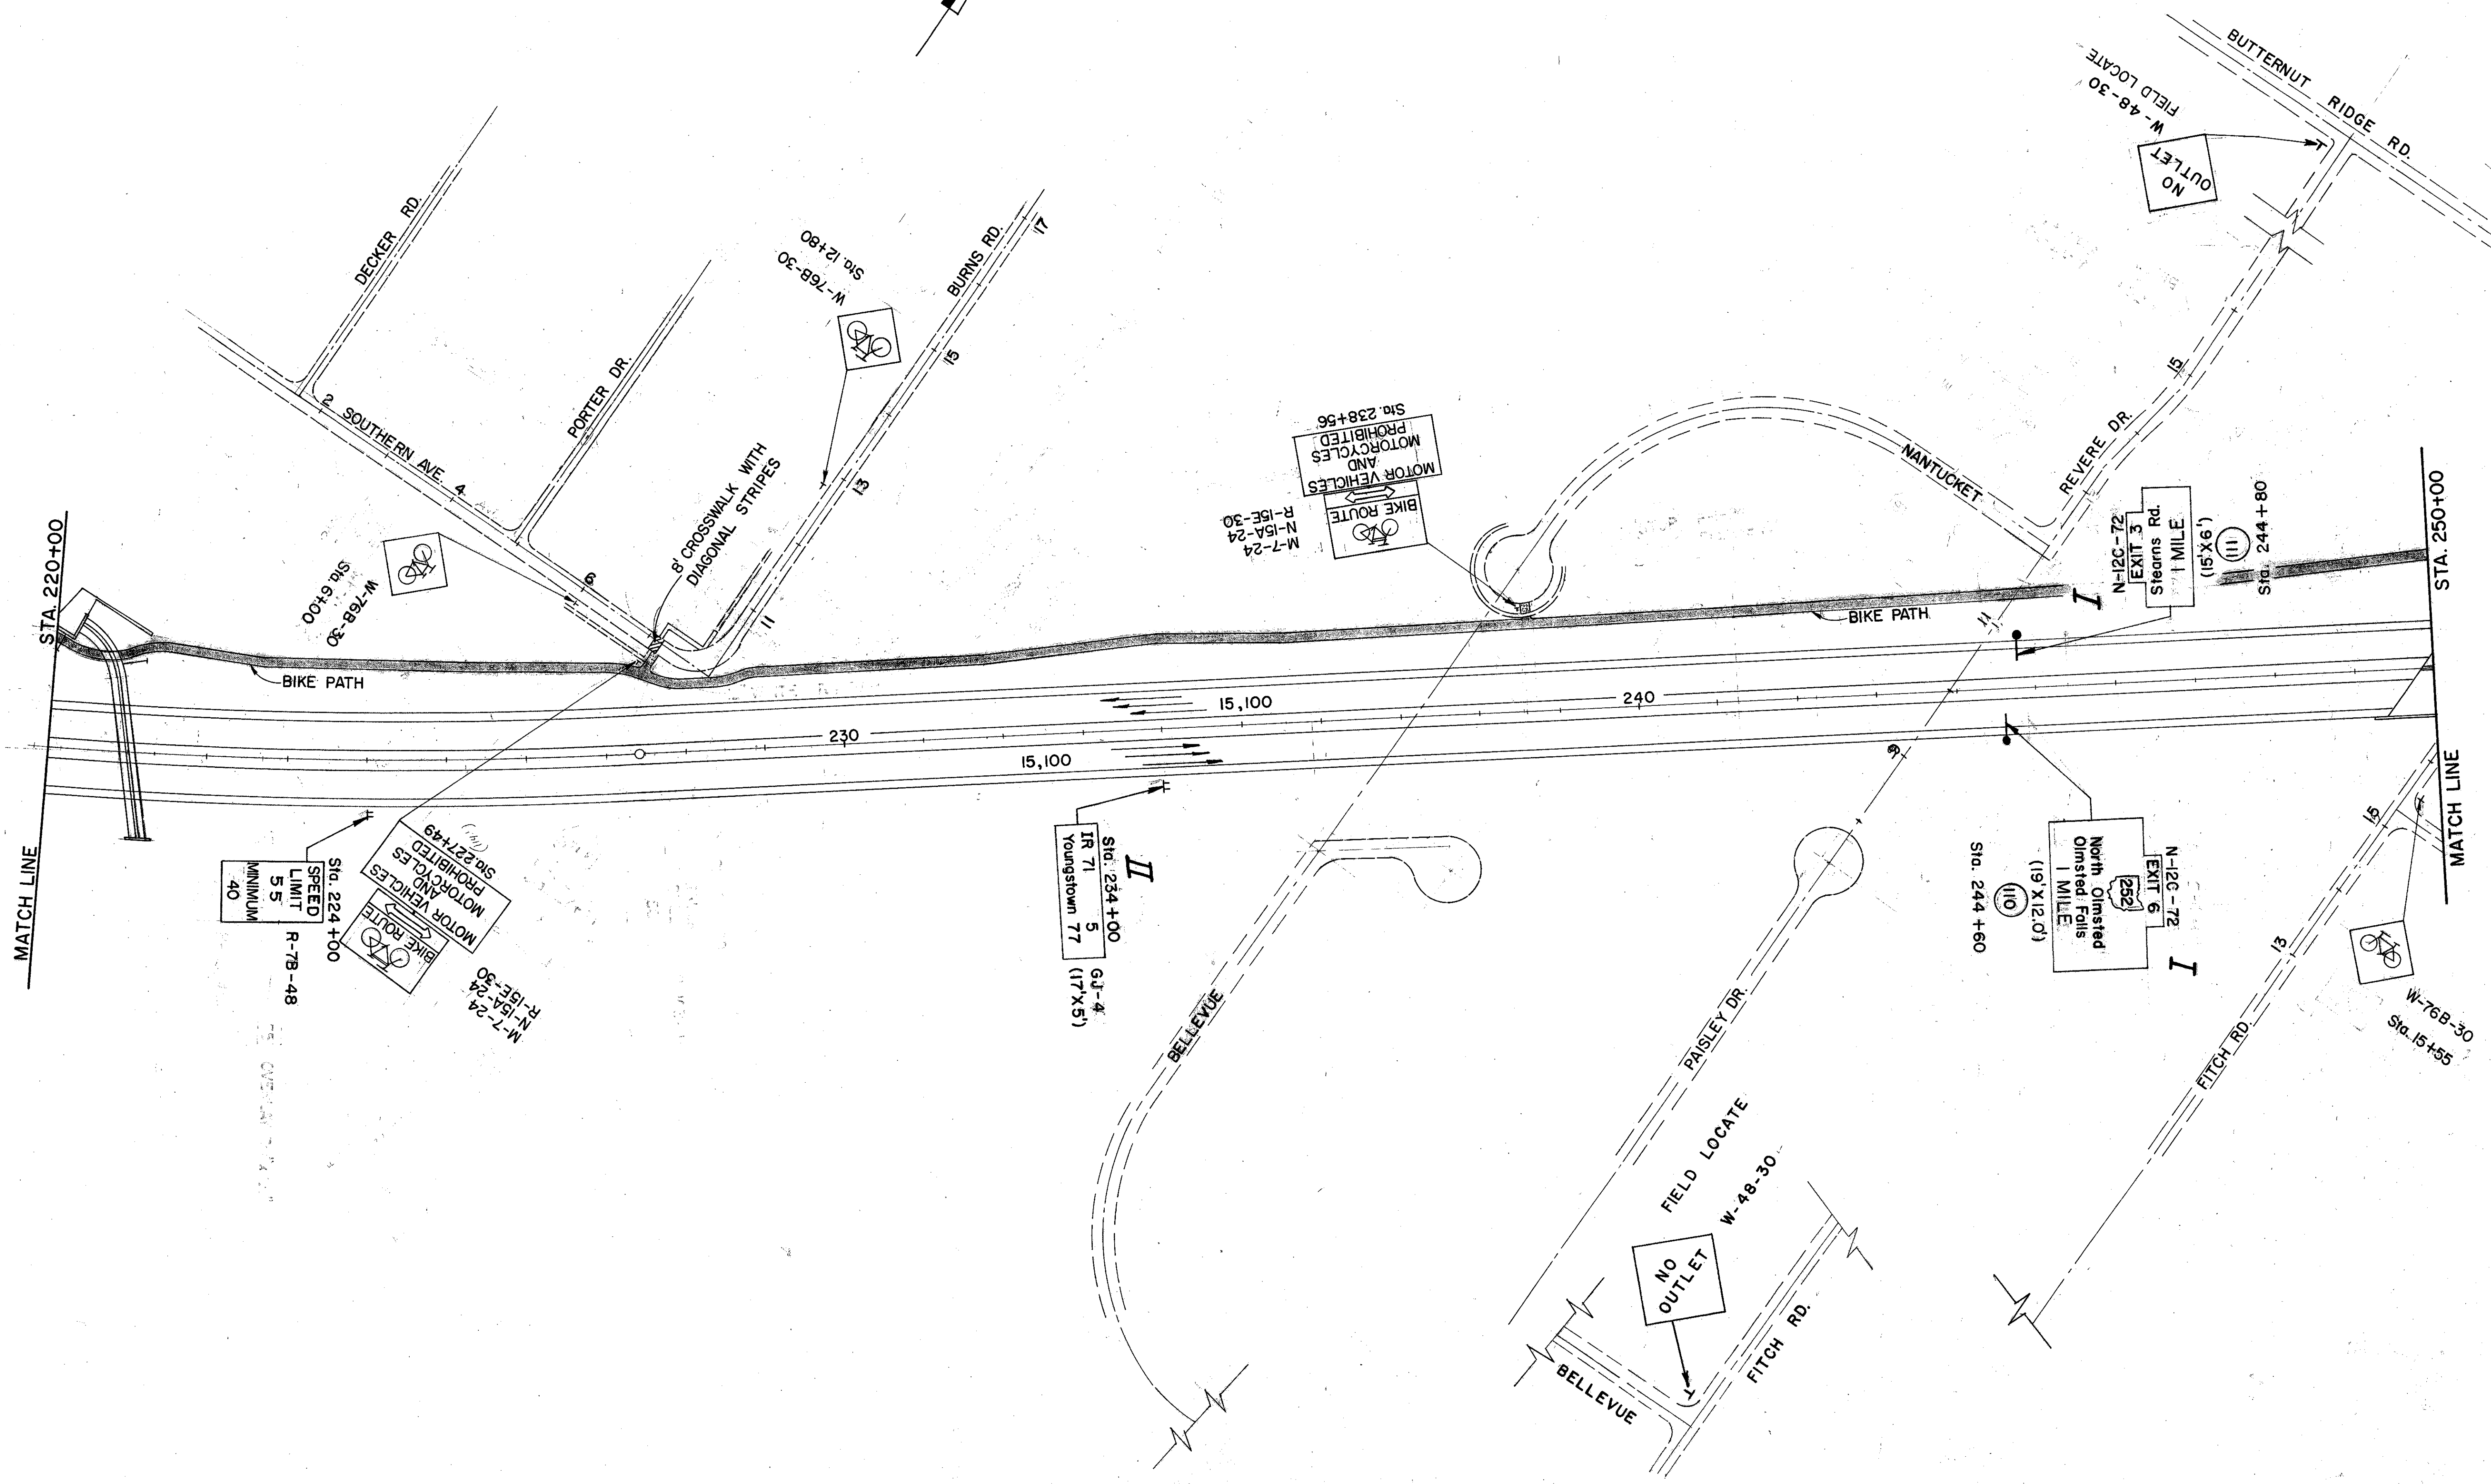 BUTTERNUT RIDGE RD.
FIELD LOCATE
W-48-30
NO
OUTLET
DECKER RD.
Sta. 12+80
W-76B-30
BURNS RD.
17
15
13
11
PORTER DR.
2
SOUTHERN AVE.
4
6
8' CROSSWALK WITH
DIAGONAL STRIPES
Sta. 6+00
W-76B-30
Sta. 238+56
MOTOR VEHICLES
AND
MOTORCYCLES
PROHIBITED
BIKE ROUTE
M-7-24
N-15A-24
R-15E-30
NANTUCKET
REVERE DR.
15
11
N-12C-72
EXIT 3
Stearns Rd.
1 MILE
(15'X6')
111
Sta. 244+80
I
STA. 220+00
STA. 250+00
BIKE PATH
BIKE PATH
15,100
240
230
15,100
9
MATCH LINE
MATCH LINE
SPEED
LIMIT
55
MINIMUM
40
Sta. 224+00
R-7B-48
Sta. 227+49
MOTOR VEHICLES
AND
MOTORCYCLES
PROHIBITED
BIKE ROUTE
M-7-24
N-15A-24
R-15E-30
II
Sta. 234+00
IR 71 5
Youngstown 77
GJ-4
(17'X5')
N-12C-72
EXIT 6
252
North Olmsted
Olmsted Falls
1 MILE
(19'X12.0')
110
Sta. 244+60
I
15
13
W-76B-30
Sta. 15+55
FITCH RD.
BELLEVUE
PAISLEY DR.
FIELD LOCATE
W-48-30
NO
OUTLET
FITCH RD.
BELLEVUE